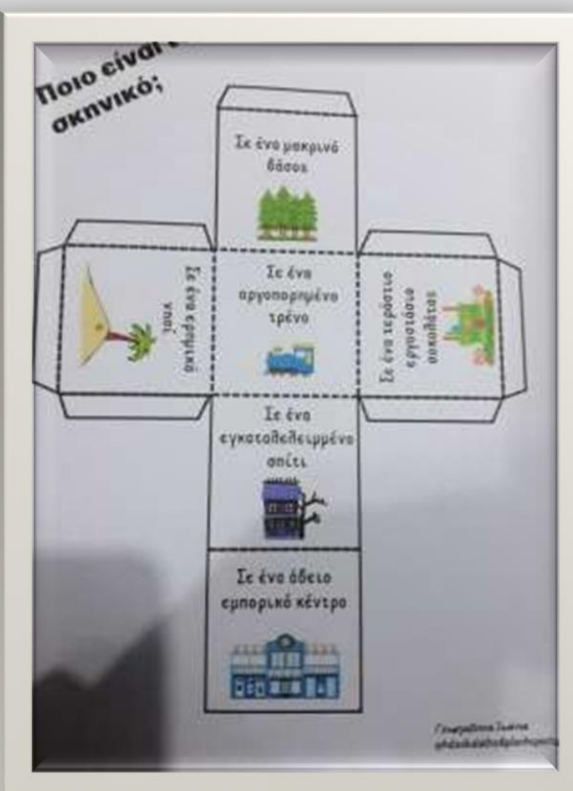 Ποιο είναι
σκηνικό;
Σε ένα μακρινό
δάσος
Σε ένα ερημικό
νησί
Σε ένα
αργοπορημένο
τρένο
Σε ένα τεράστιο
εργοστάσιο
σοκολάτας
Σε ένα
εγκαταλελειμμένο
σπίτι
Σε ένα άδειο
εμπορικό κέντρο